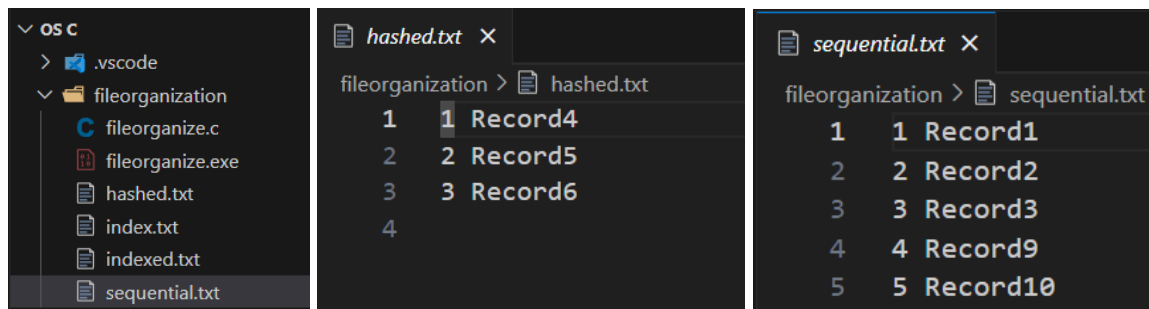 OS C
.vscode
fileorganization
C fileorganize.c
fileorganize.exe
hashed.txt
index.txt
indexed.txt
sequential.txt
hashed.txt ×
fileorganization > hashed.txt
1 1 Record4
2 2 Record5
3 3 Record6
4
sequential.txt ×
fileorganization > sequential.txt
1 1 Record1
2 2 Record2
3 3 Record3
4 4 Record9
5 5 Record10